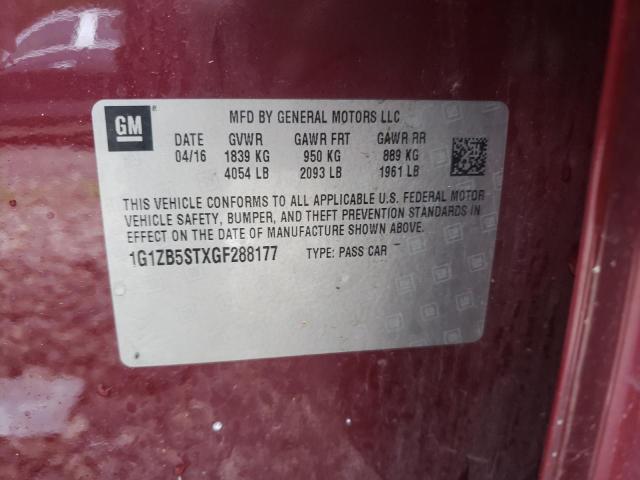 GM
MFD BY GENERAL MOTORS LLC
DATE GVWR GAWR FRT GAWR RR
04/16 1839 KG 950 KG 889 KG
4054 LB 2093 LB 1961 LB
THIS VEHICLE CONFORMS TO ALL APPLICABLE U.S. FEDERAL MOTOR
VEHICLE SAFETY, BUMPER, AND THEFT PREVENTION STANDARDS IN
EFFECT ON THE DATE OF MANUFACTURE SHOWN ABOVE.
1G1ZB5STXGF288177 TYPE: PASS CAR